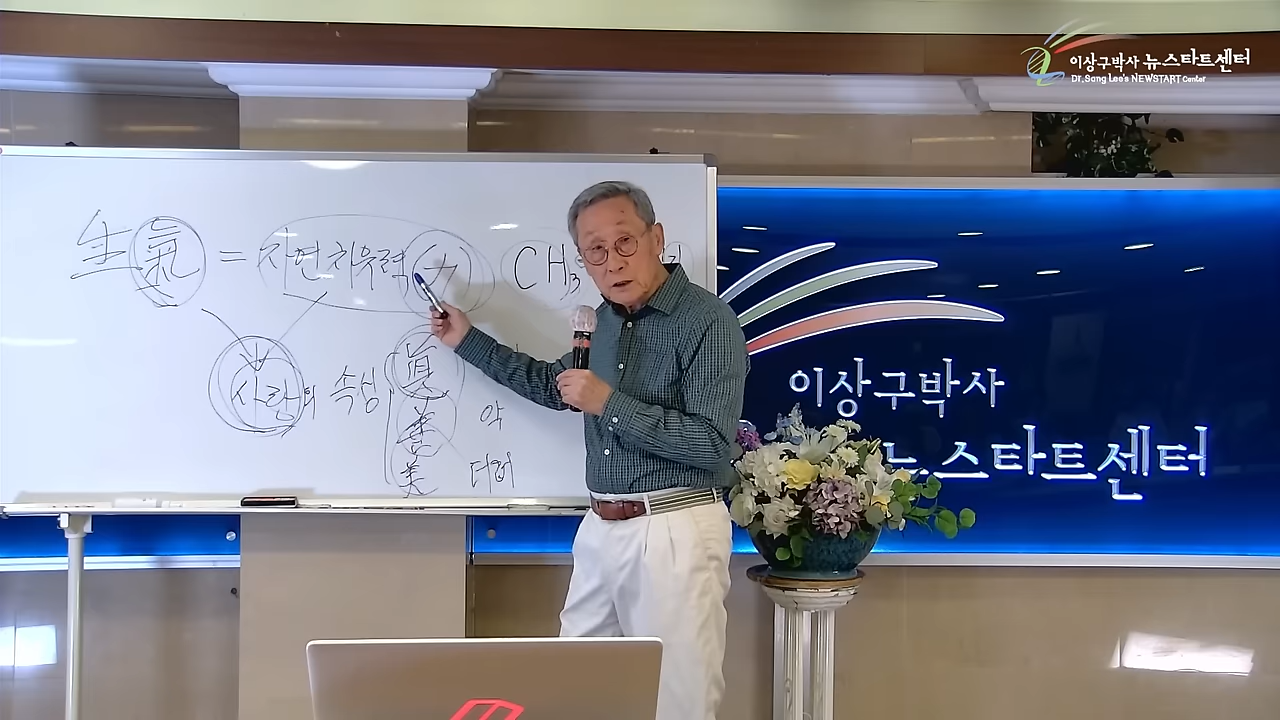 이상구박사 뉴스타트센터
Dr. Sang Lee's NEWSTART Center
生氣 = 자연치유력(力) CH₃
사랑의 속성 眞
善 악
美 더러
이상구박사
뉴스타트센터